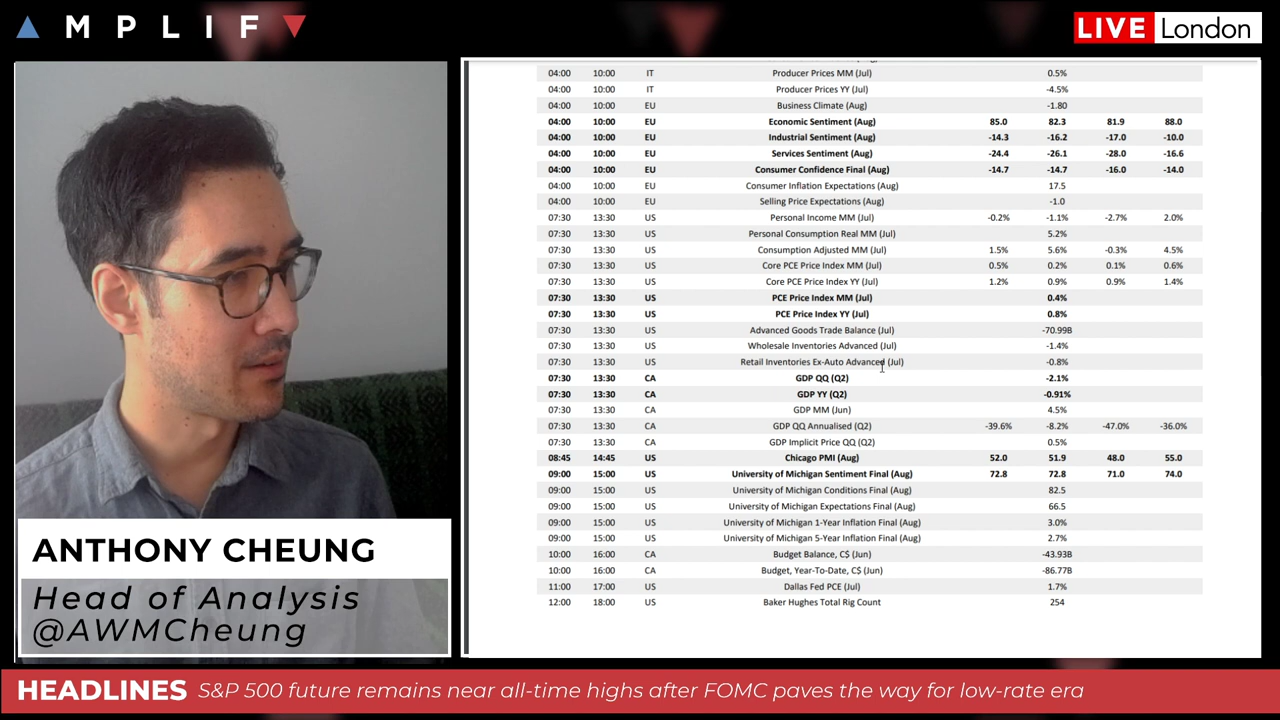 MPLIF
LIVE London
04:00 10:00 IT Producer Prices MM (Jul) 0.5%
04:00 10:00 IT Producer Prices YY (Jul) -4.5%
04:00 10:00 EU Business Climate (Aug) -1.80
04:00 10:00 EU Economic Sentiment (Aug) 85.0 82.3 81.9 88.0
04:00 10:00 EU Industrial Sentiment (Aug) -14.3 -16.2 -17.0 -10.0
04:00 10:00 EU Services Sentiment (Aug) -24.4 -26.1 -28.0 -16.6
04:00 10:00 EU Consumer Confidence Final (Aug) -14.7 -14.7 -16.0 -14.0
04:00 10:00 EU Consumer Inflation Expectations (Aug) 17.5
04:00 10:00 EU Selling Price Expectations (Aug) -1.0
07:30 13:30 US Personal Income MM (Jul) -0.2% -1.1% -2.7% 2.0%
07:30 13:30 US Personal Consumption Real MM (Jul) 5.2%
07:30 13:30 US Consumption Adjusted MM (Jul) 1.5% 5.6% -0.3% 4.5%
07:30 13:30 US Core PCE Price Index MM (Jul) 0.5% 0.2% 0.1% 0.6%
07:30 13:30 US Core PCE Price Index YY (Jul) 1.2% 0.9% 0.9% 1.4%
07:30 13:30 US PCE Price Index MM (Jul) 0.4%
07:30 13:30 US PCE Price Index YY (Jul) 0.8%
07:30 13:30 US Advanced Goods Trade Balance (Jul) -70.99B
07:30 13:30 US Wholesale Inventories Advanced (Jul) -1.4%
07:30 13:30 US Retail Inventories Ex-Auto Advanced (Jul) -0.8%
07:30 13:30 CA GDP QQ (Q2) -2.1%
07:30 13:30 CA GDP YY (Q2) -0.91%
07:30 13:30 CA GDP MM (Jun) 4.5%
07:30 13:30 CA GDP QQ Annualised (Q2) -39.6% -8.2% -47.0% -36.0%
07:30 13:30 CA GDP Implicit Price QQ (Q2) 0.5%
08:45 14:45 US Chicago PMI (Aug) 52.0 51.9 48.0 55.0
09:00 15:00 US University of Michigan Sentiment Final (Aug) 72.8 72.8 71.0 74.0
09:00 15:00 US University of Michigan Conditions Final (Aug) 82.5
09:00 15:00 US University of Michigan Expectations Final (Aug) 66.5
09:00 15:00 US University of Michigan 1-Year Inflation Final (Aug) 3.0%
09:00 15:00 US University of Michigan 5-Year Inflation Final (Aug) 2.7%
10:00 16:00 CA Budget Balance, C$ (Jun) -43.93B
10:00 16:00 CA Budget, Year-To-Date, C$ (Jun) -86.77B
11:00 17:00 US Dallas Fed PCE (Jul) 1.7%
12:00 18:00 US Baker Hughes Total Rig Count 254
ANTHONY CHEUNG
Head of Analysis
@AWMCheung
HEADLINES S&P 500 future remains near all-time highs after FOMC paves the way for low-rate era